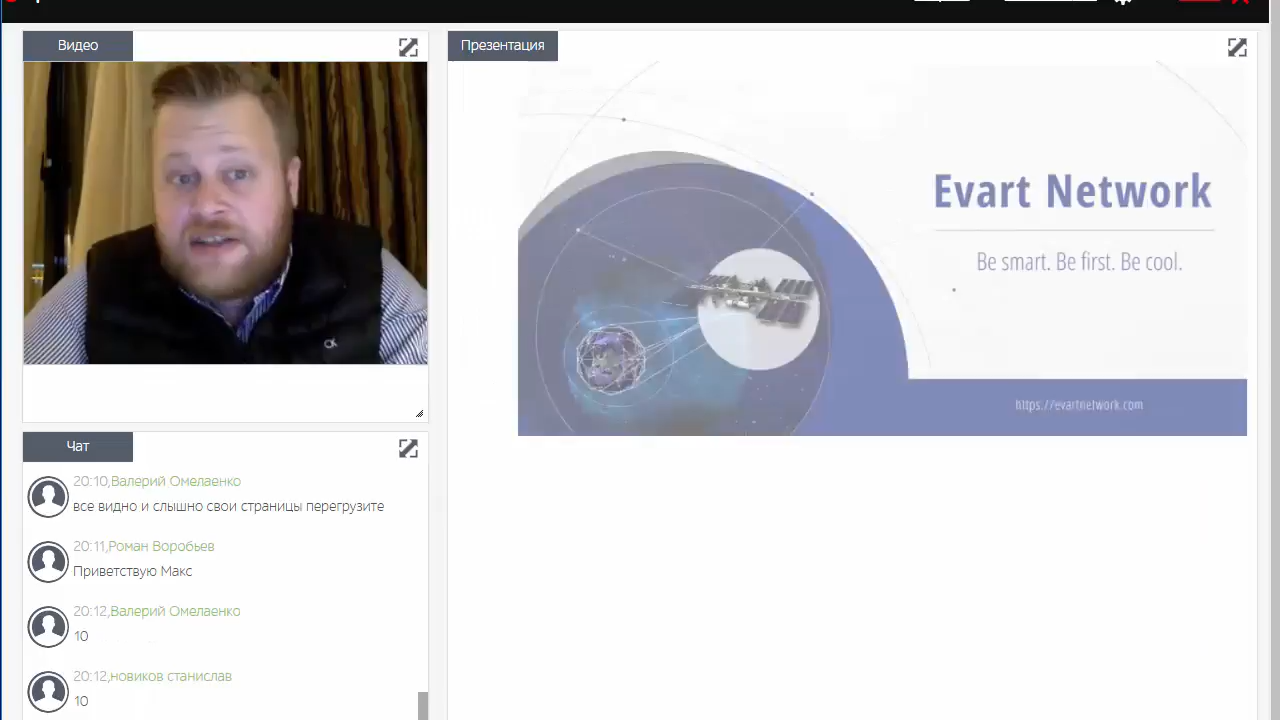 Видео
Презентация
Evart Network
Be smart. Be first. Be cool.
https://evartnetwork.com
Чат
20:10,Валерий Омелаенко
все видно и слышно свои страницы перегрузите
20:11,Роман Воробьев
Приветствую Макс
20:12,Валерий Омелаенко
10
20:12,новиков станислав
10